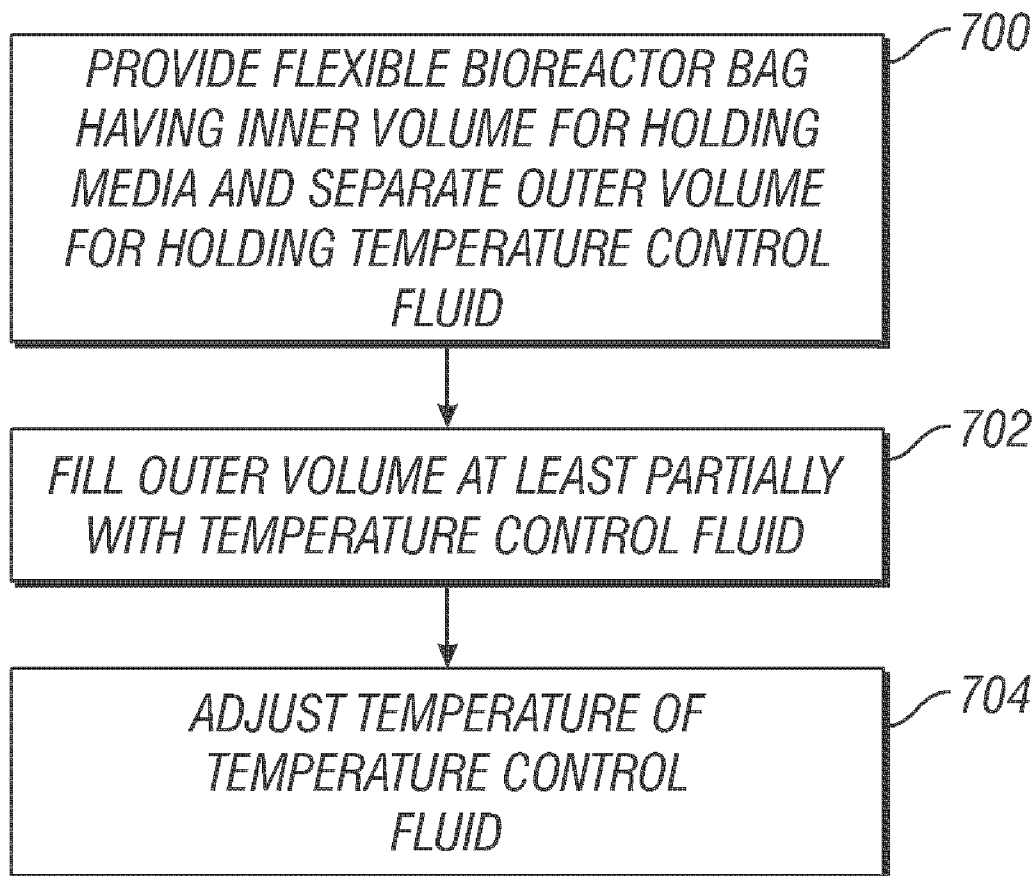 700
PROVIDE FLEXIBLE BIOREACTOR BAG
HAVING INNER VOLUME FOR HOLDING
MEDIA AND SEPARATE OUTER VOLUME
FOR HOLDING TEMPERATURE CONTROL
FLUID
702
FILL OUTER VOLUME AT LEAST PARTIALLY
WITH TEMPERATURE CONTROL FLUID
704
ADJUST TEMPERATURE OF
TEMPERATURE CONTROL
FLUID